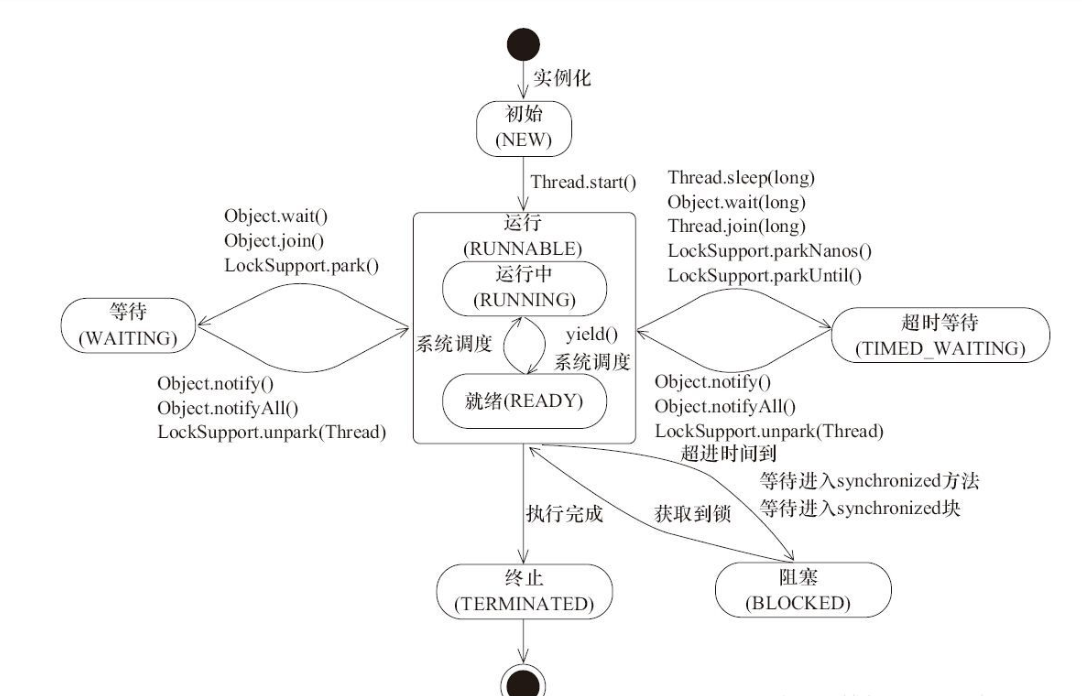 实例化
初始
(NEW)
Thread.start()
Object.wait()
Object.join()
LockSupport.park()
Thread.sleep(long)
Object.wait(long)
Thread.join(long)
LockSupport.parkNanos()
LockSupport.parkUntil()
运行
(RUNNABLE)
运行中
(RUNNING)
系统调度
yield()
系统调度
就绪(READY)
等待
(WAITING)
超时等待
(TIMED_WAITING)
Object.notify()
Object.notifyAll()
LockSupport.unpark(Thread)
Object.notify()
Object.notifyAll()
LockSupport.unpark(Thread)
超进时间到
等待进入synchronized方法
等待进入synchronized块
执行完成
获取到锁
终止
(TERMINATED)
阻塞
(BLOCKED)